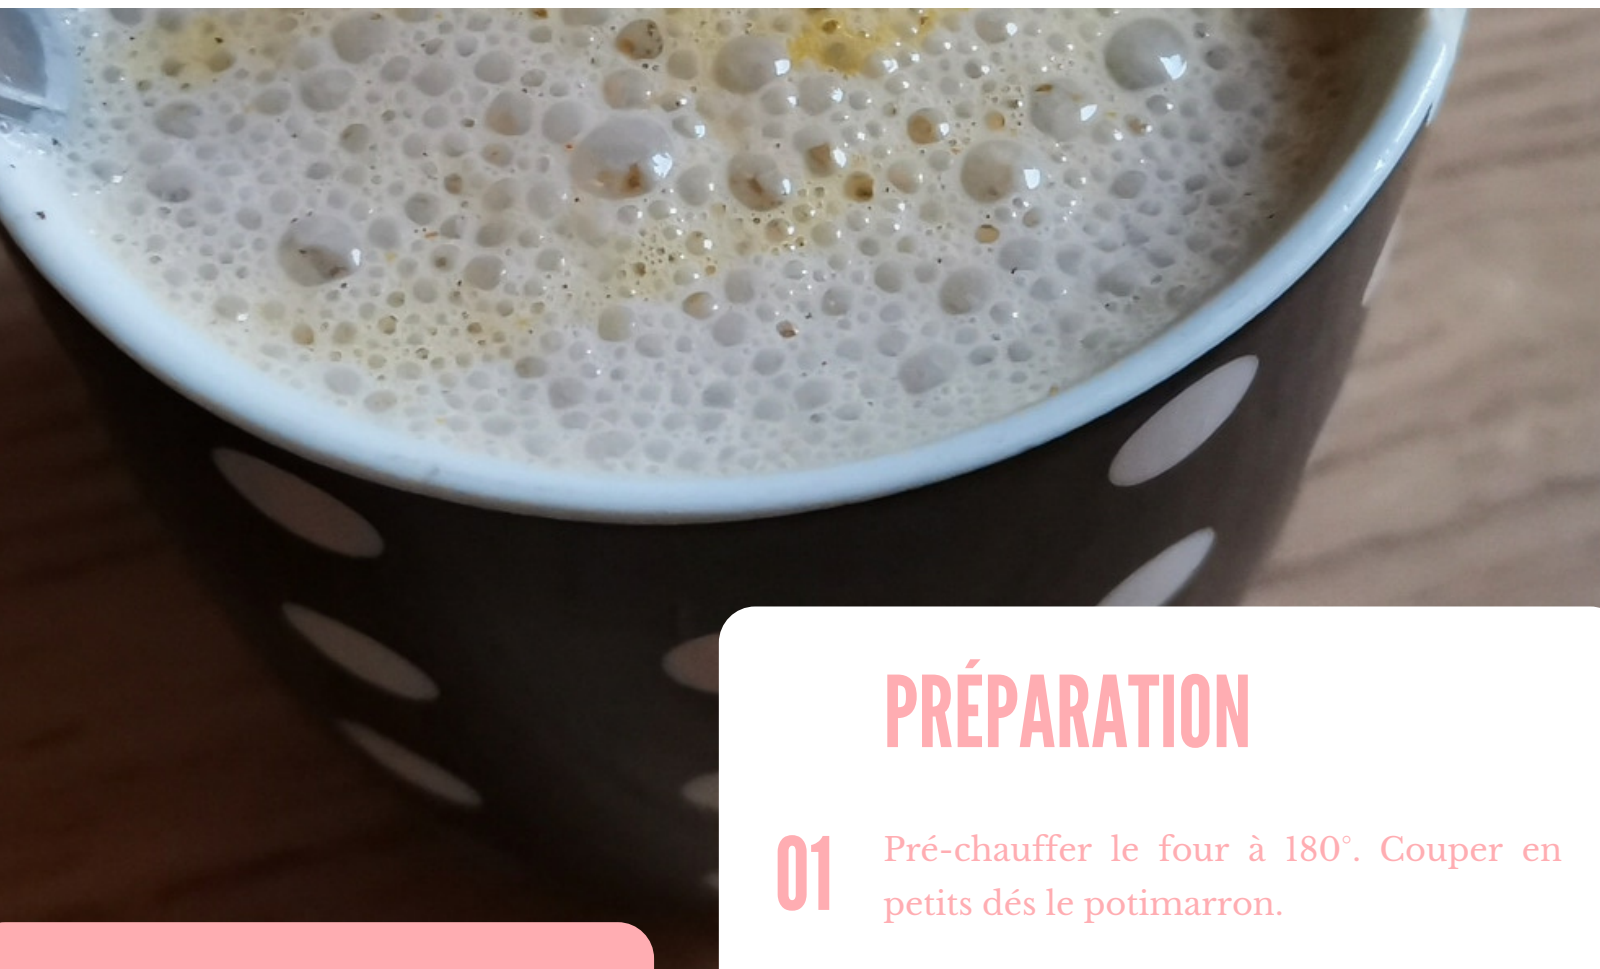 PRÉPARATION
01
Pré-chauffer le four à 180°. Couper en
petits dés le potimarron.